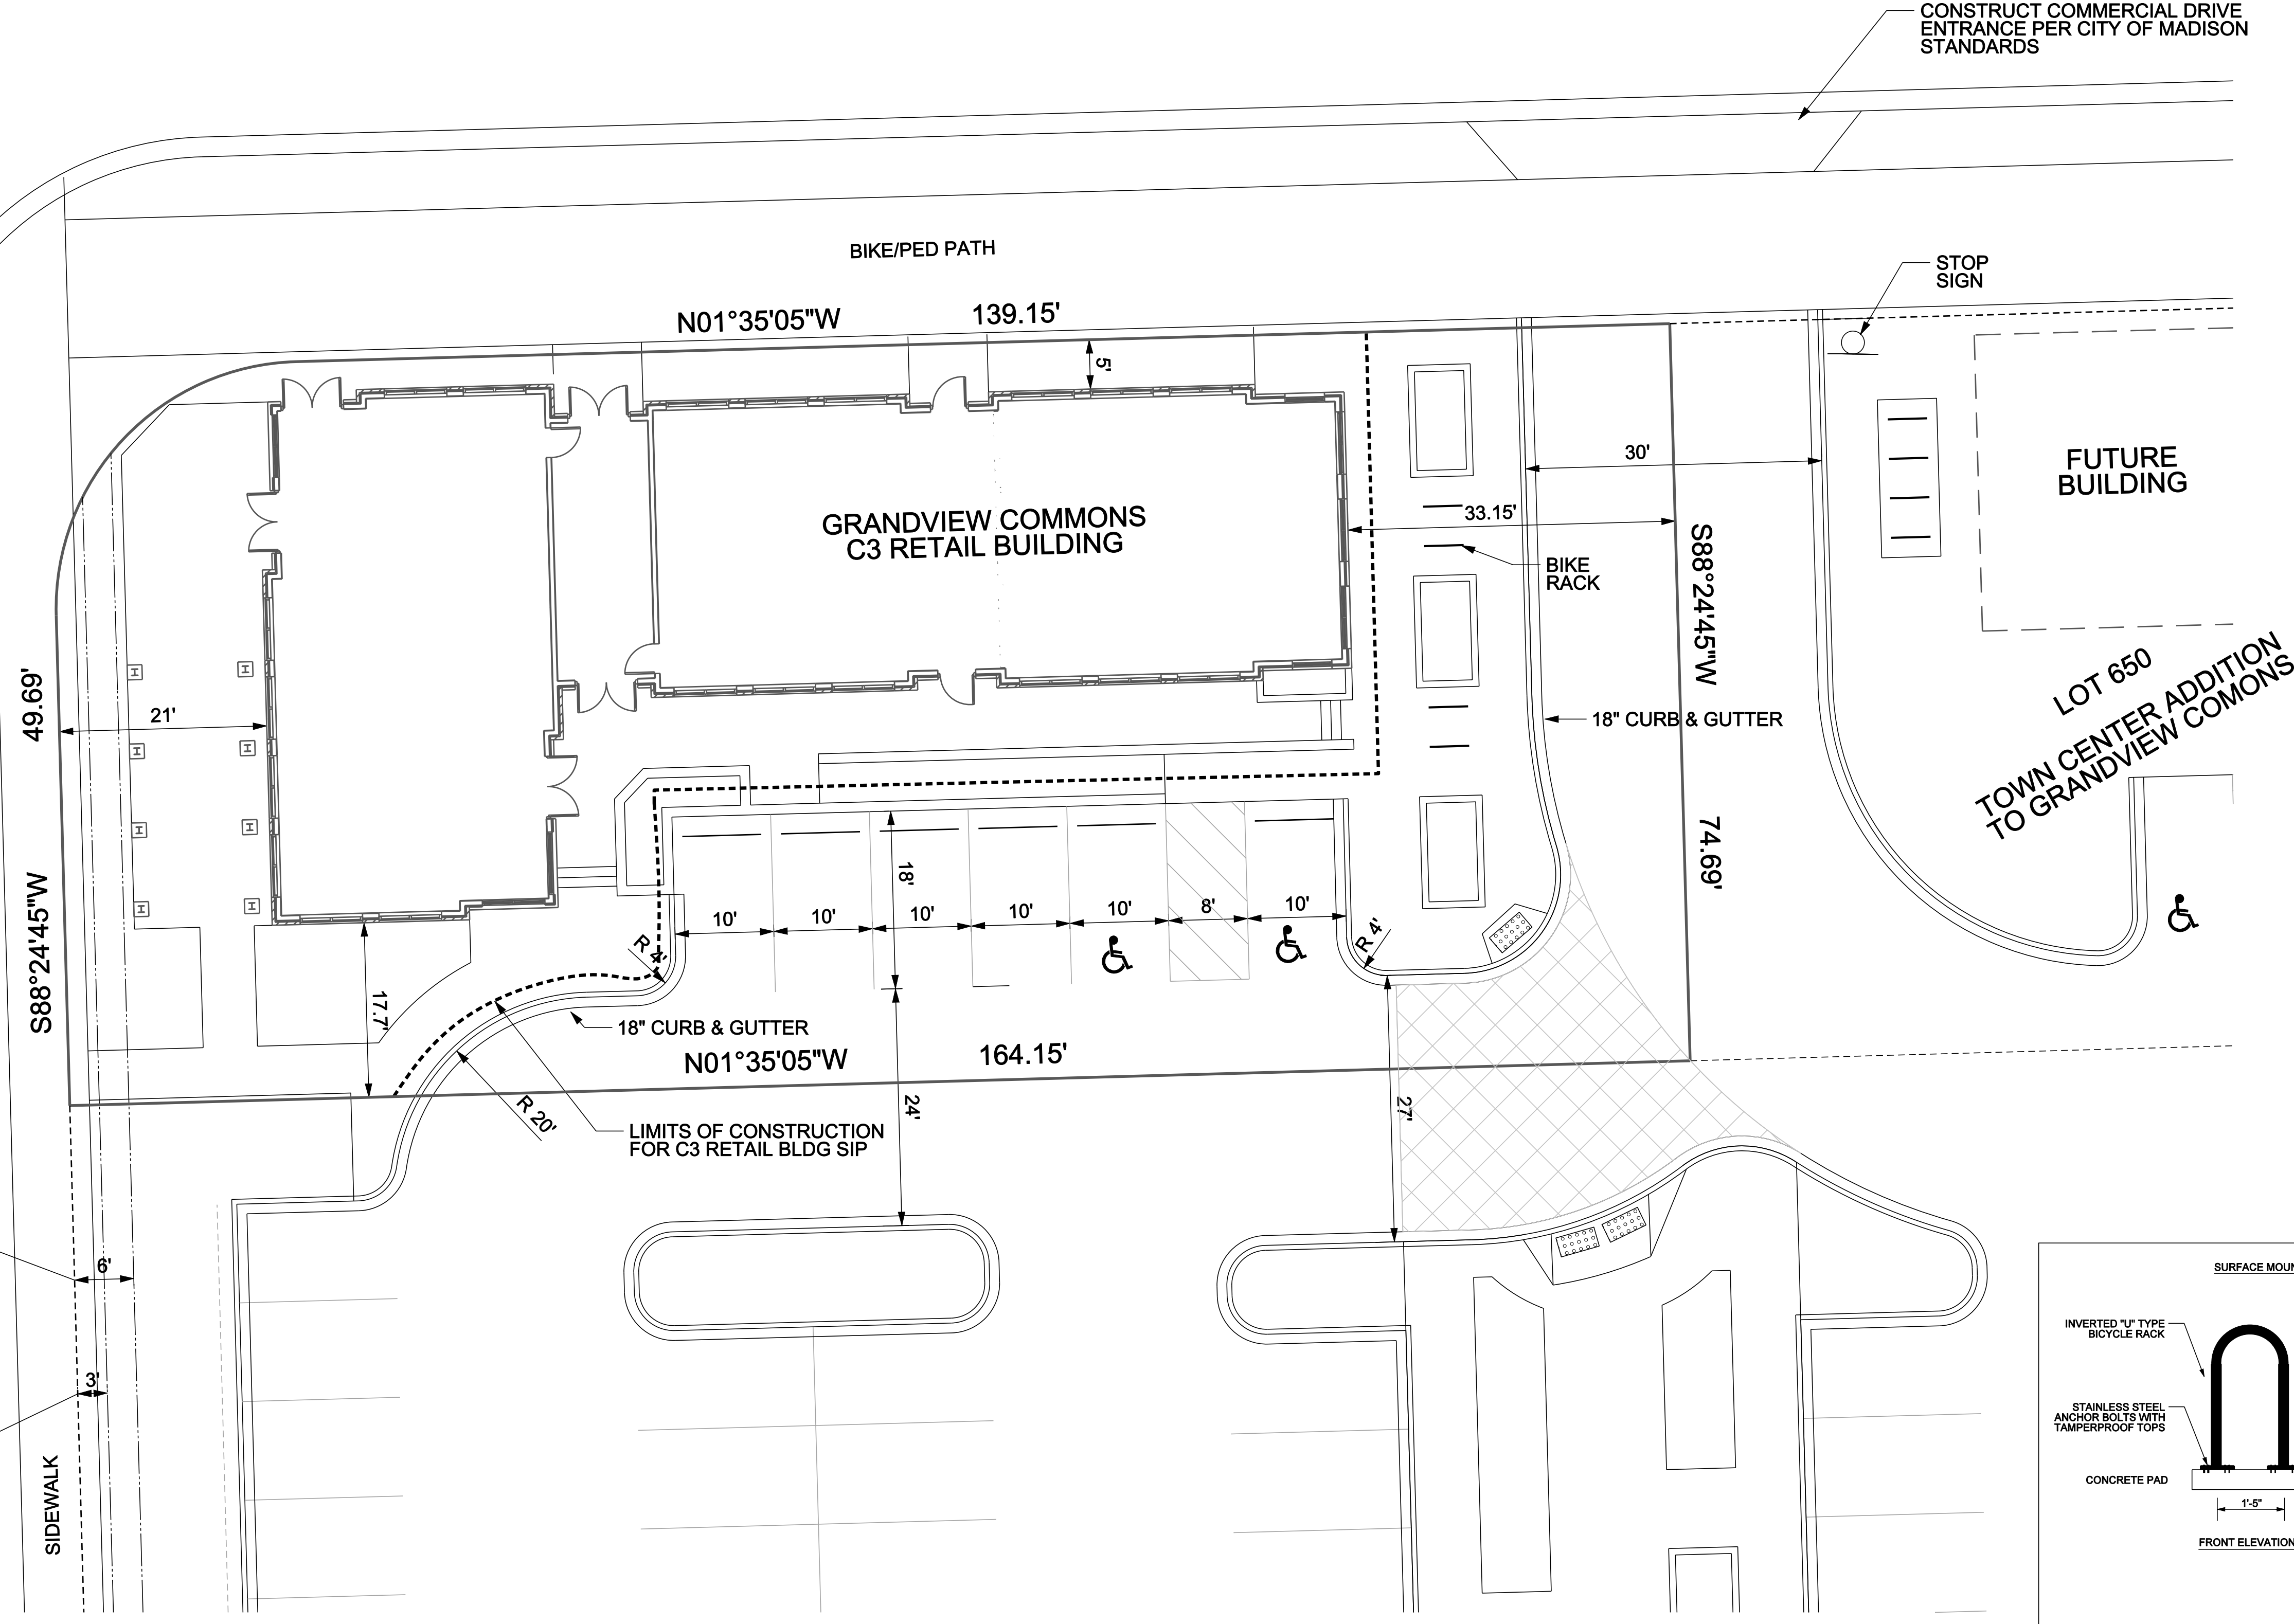 CONSTRUCT COMMERCIAL DRIVE
ENTRANCE PER CITY OF MADISON
STANDARDS
BIKE/PED PATH
STOP
SIGN
N01°35'05"W 139.15'
5'
30'
FUTURE
BUILDING
GRANDVIEW COMMONS
C3 RETAIL BUILDING
33.15'
S88°24'45"W 74.69'
BIKE
RACK
LOT 650
TOWN CENTER ADDITION
TO GRANDVIEW COMONS
S88°24'45"W 49.69'
21'
18" CURB & GUTTER
18'
10'
10'
10'
10'
10'
8'
10'
R 4'
R 4'
17.7'
18" CURB & GUTTER
N01°35'05"W 164.15'
R 20'
24'
27'
LIMITS OF CONSTRUCTION
FOR C3 RETAIL BLDG SIP
6'
3'
SIDEWALK
H
H
H
H
H
H
H
H
SURFACE MOUN
INVERTED "U" TYPE
BICYCLE RACK
STAINLESS STEEL
ANCHOR BOLTS WITH
TAMPERPROOF TOPS
CONCRETE PAD
1'-5"
FRONT ELEVATION